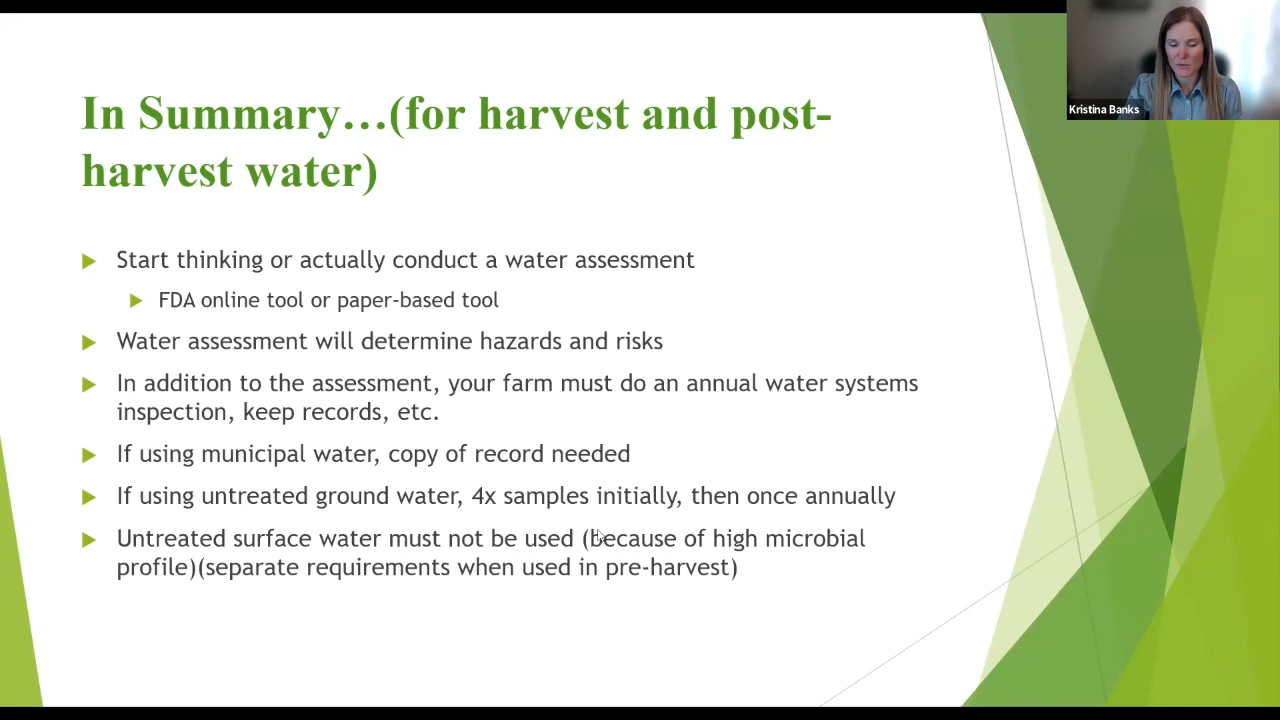 In Summary…(for harvest and post-
harvest water)
Start thinking or actually conduct a water assessment
FDA online tool or paper-based tool
Water assessment will determine hazards and risks
In addition to the assessment, your farm must do an annual water systems
inspection, keep records, etc.
If using municipal water, copy of record needed
If using untreated ground water, 4x samples initially, then once annually
Untreated surface water must not be used (because of high microbial
profile)(separate requirements when used in pre-harvest)
Kristina Banks